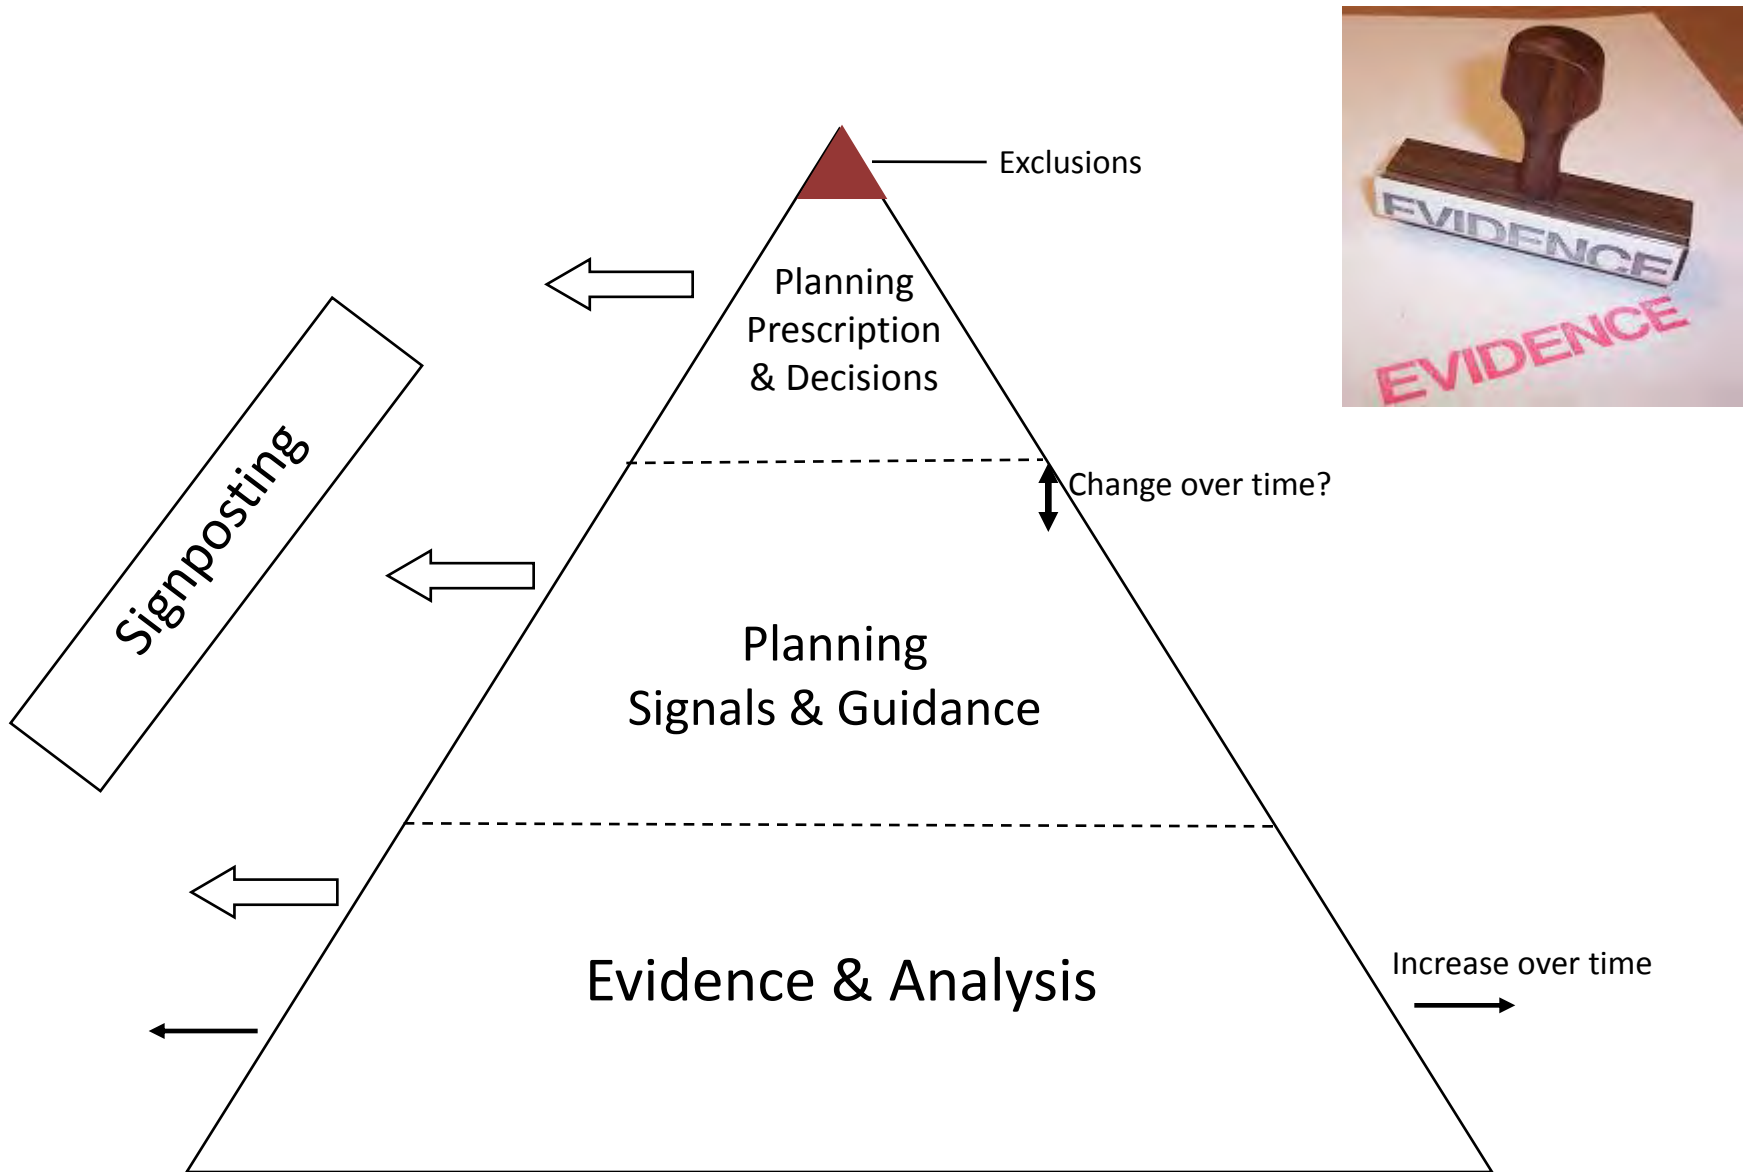 Exclusions
EVIDENCE
EVIDENCE
Planning
Prescription
& Decisions
Signposting
Change over time?
Planning
Signals & Guidance
Increase over time
Evidence & Analysis